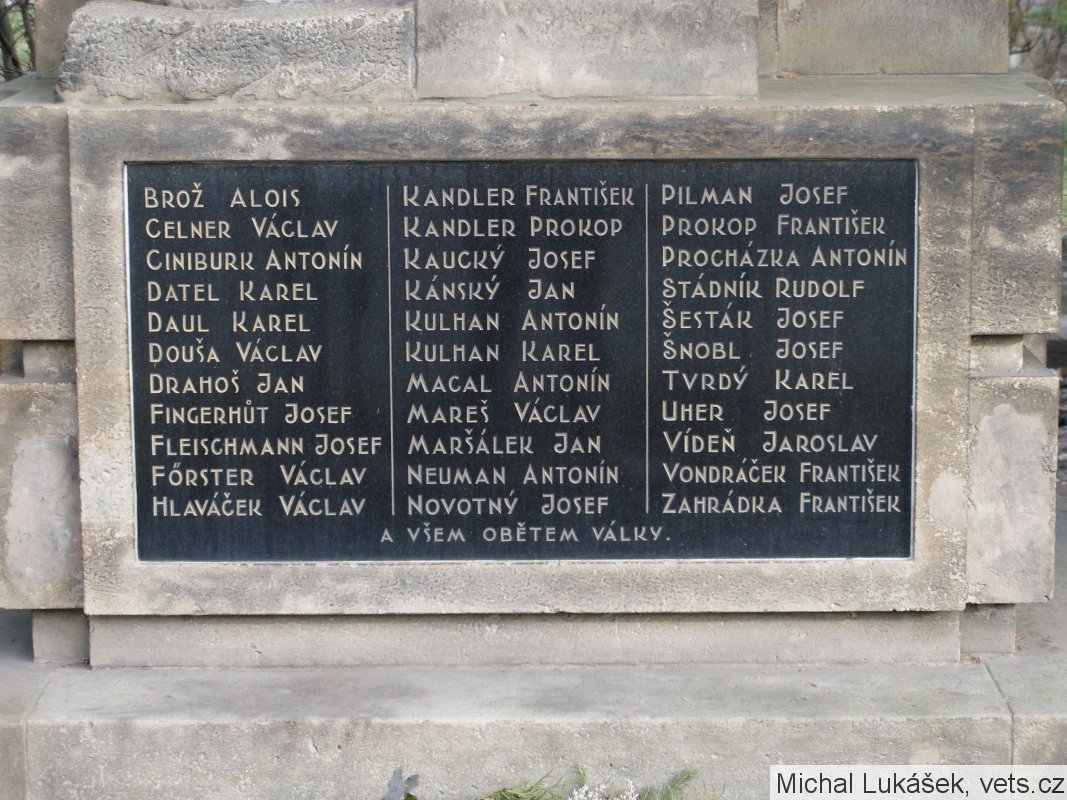 BROŽ ALOIS
CELNER VÁCLAV
CINIBURK ANTONÍN
DATEL KAREL
DAUL KAREL
DOUŠA VÁCLAV
DRAHOŠ JAN
FINGERHŮT JOSEF
FLEISCHMANN JOSEF
FŐRSTER VÁCLAV
HLAVÁČEK VÁCLAV
KANDLER FRANTIŠEK
KANDLER PROKOP
KAUCKÝ JOSEF
KÁNSKÝ JAN
KULHAN ANTONÍN
KULHAN KAREL
MACAL ANTONÍN
MAREŠ VÁCLAV
MARŠÁLEK JAN
NEUMAN ANTONÍN
NOVOTNÝ JOSEF
PILMAN JOSEF
PROKOP FRANTIŠEK
PROCHÁZKA ANTONÍN
STÁDNÍK RUDOLF
ŠESTÁK JOSEF
ŠNOBL JOSEF
TVRDÝ KAREL
UHER JOSEF
VÍDEŇ JAROSLAV
VONDRÁČEK FRANTIŠEK
ZAHRÁDKA FRANTIŠEK
A VŠEM OBĚTEM VÁLKY.
Michal Lukášek, vets.cz